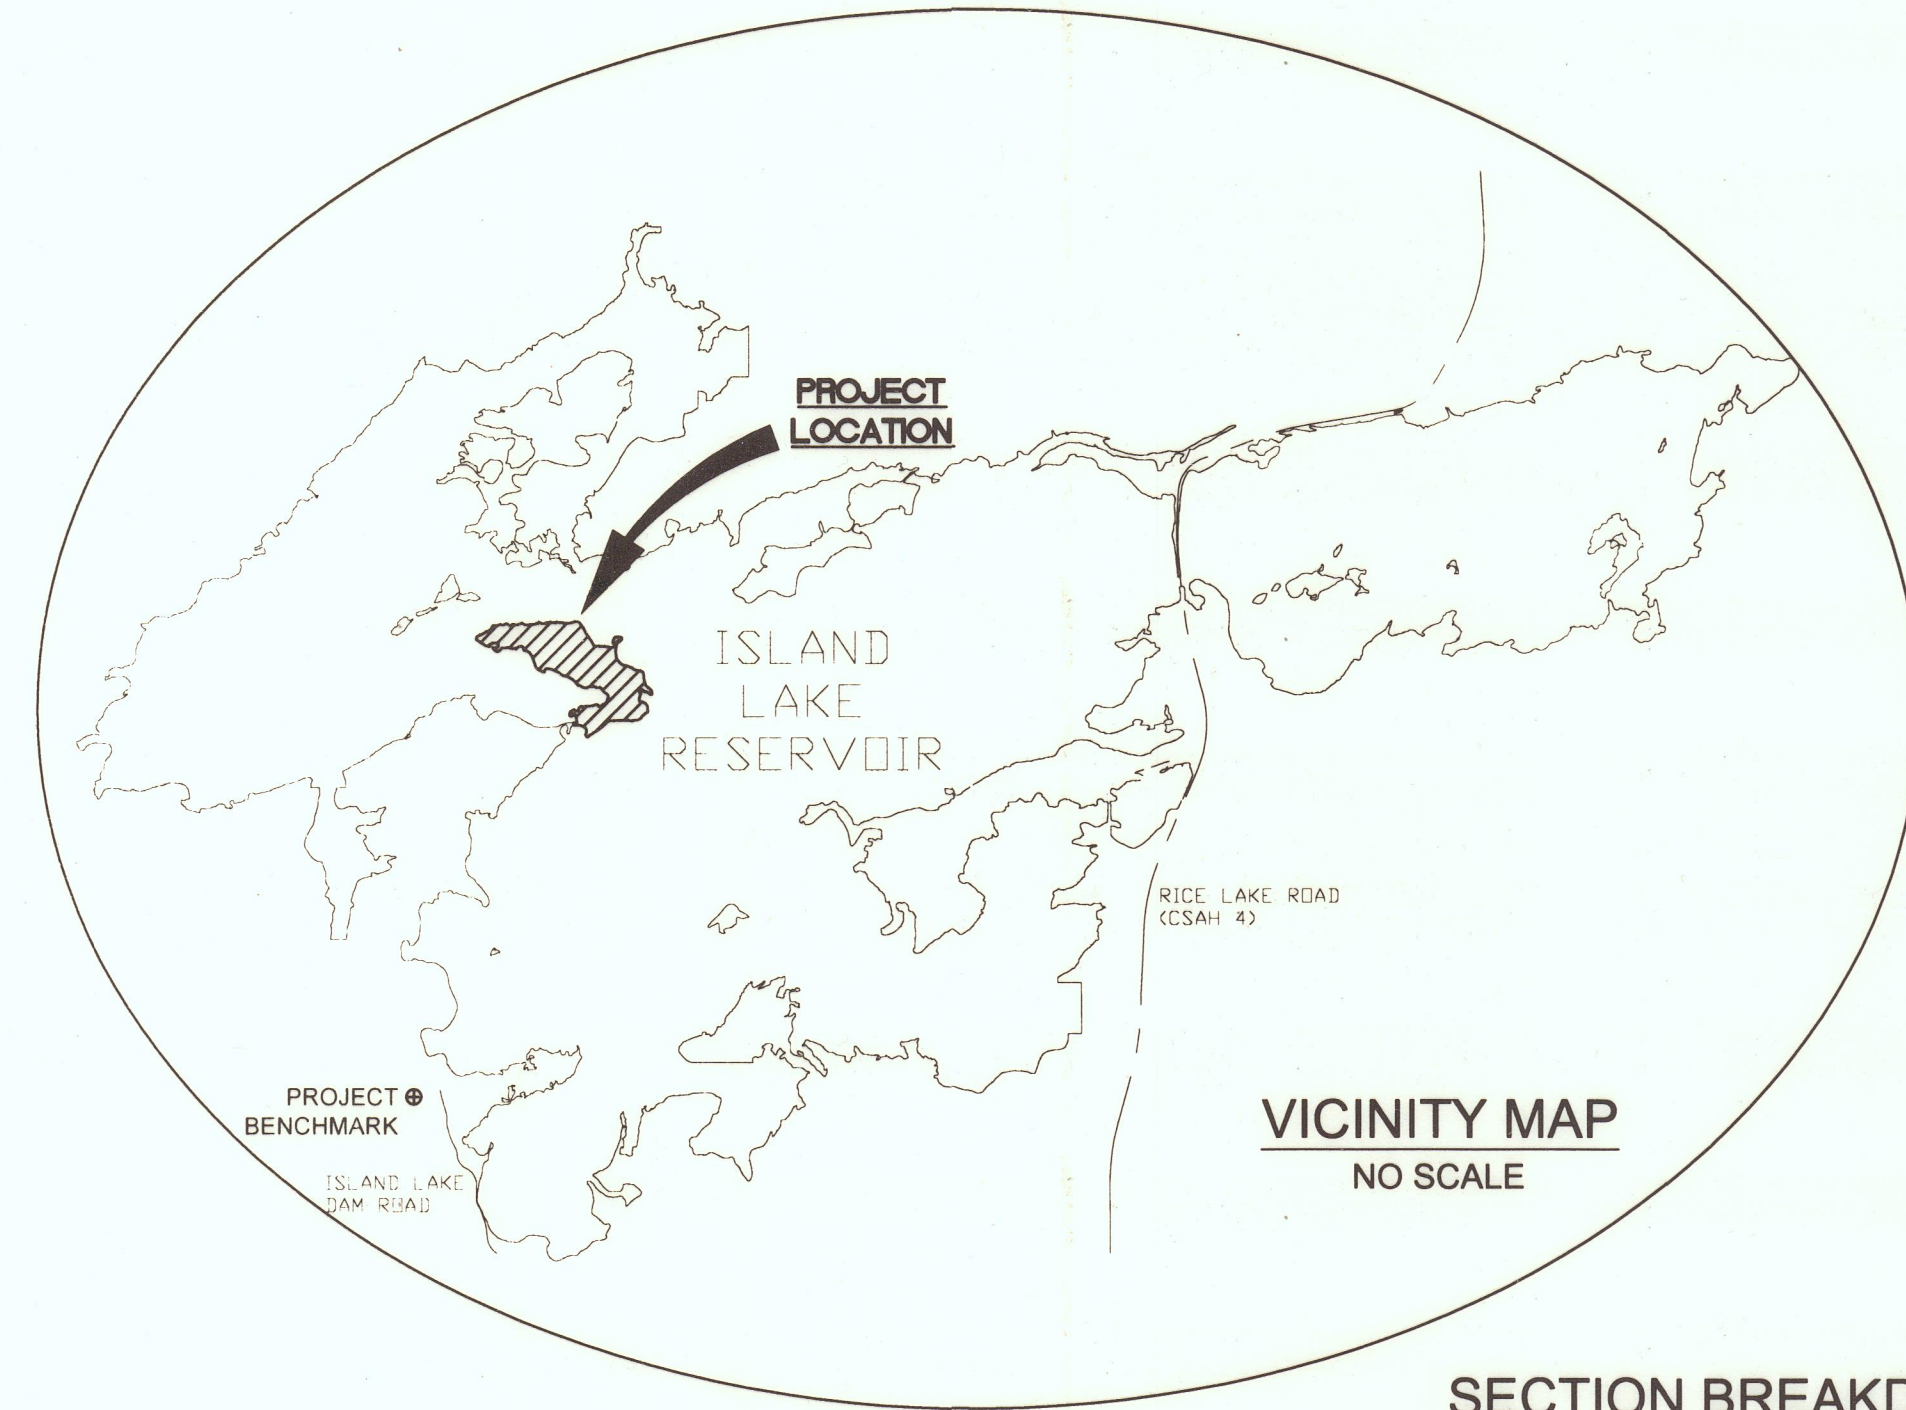 PROJECT
LOCATION
ISLAND
LAKE
RESERVOIR
RICE LAKE ROAD
(CSAH 4)
PROJECT
BENCHMARK
ISLAND LAKE
DAM ROAD
VICINITY MAP
NO SCALE
SECTION